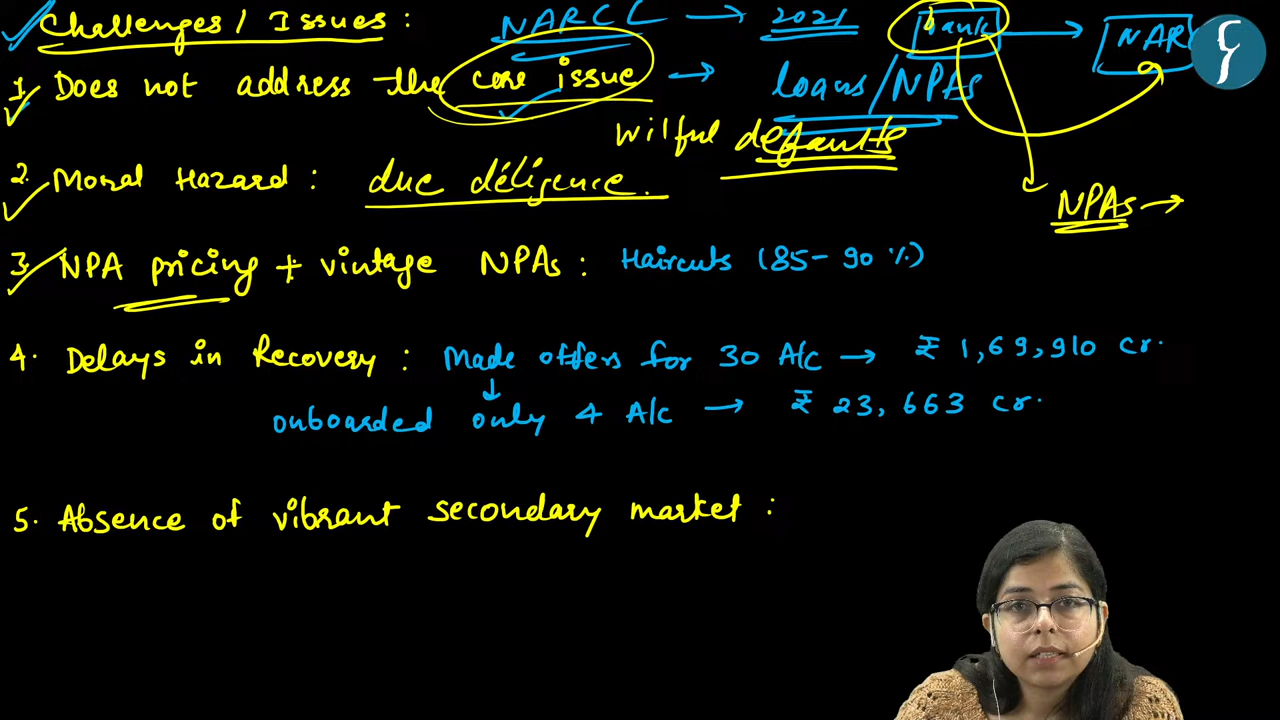 Challenges / Issues : NARCL → 2021 bank → NAR
1. Does not address the core issue → loans/NPAs
Wilful defaults
2. Moral Hazard : due diligence.
NPAs →
3. NPA pricing + vintage NPAs : Haircuts (85-90 %)
4. Delays in Recovery : Made offers for 30 A/c → ₹ 1,69,910 cr.
↓
onboarded only 4 A/c → ₹ 23,663 cr.
5. Absence of vibrant secondary market :